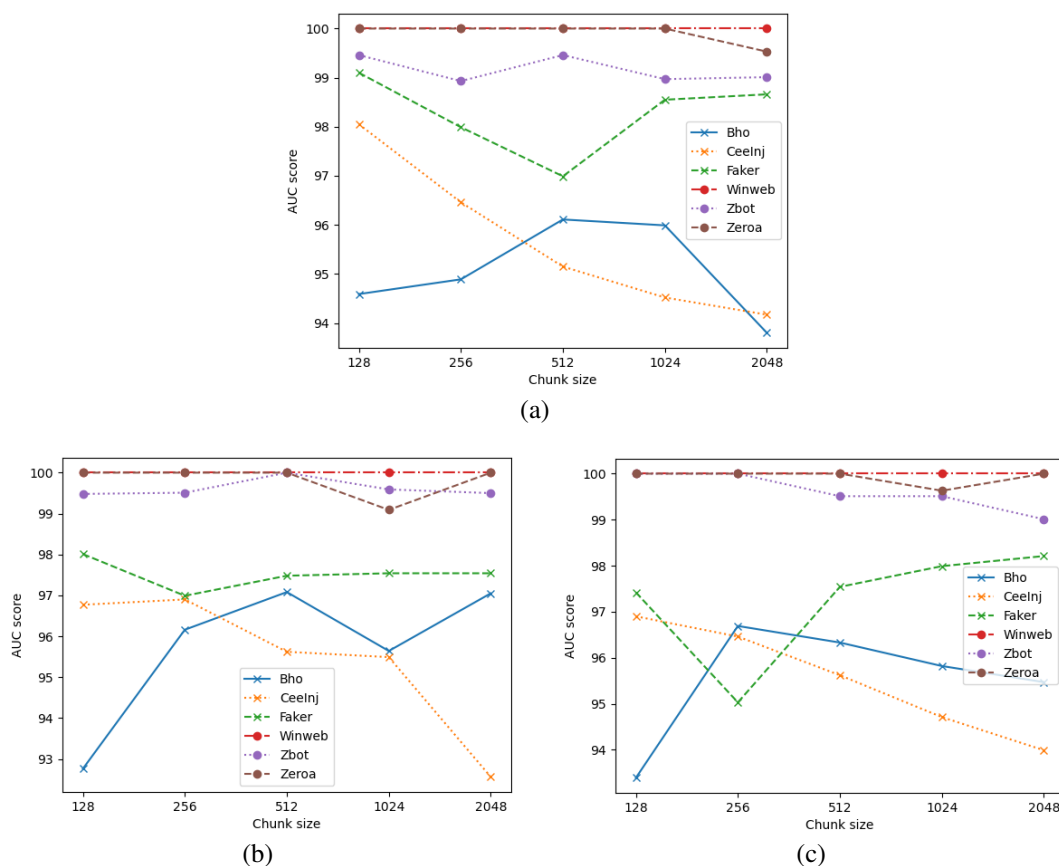 100
99
98
97
96
95
94
AUC score
Bho
CeeInj
Faker
Winweb
Zbot
Zeroa
128 256 512 1024 2048
Chunk size
(a)
100
99
98
97
96
95
94
93
AUC score
Bho
CeeInj
Faker
Winweb
Zbot
Zeroa
128 256 512 1024 2048
Chunk size
(b)
100
99
98
97
96
95
94
AUC score
Bho
CeeInj
Faker
Winweb
Zbot
Zeroa
128 256 512 1024 2048
Chunk size
(c)